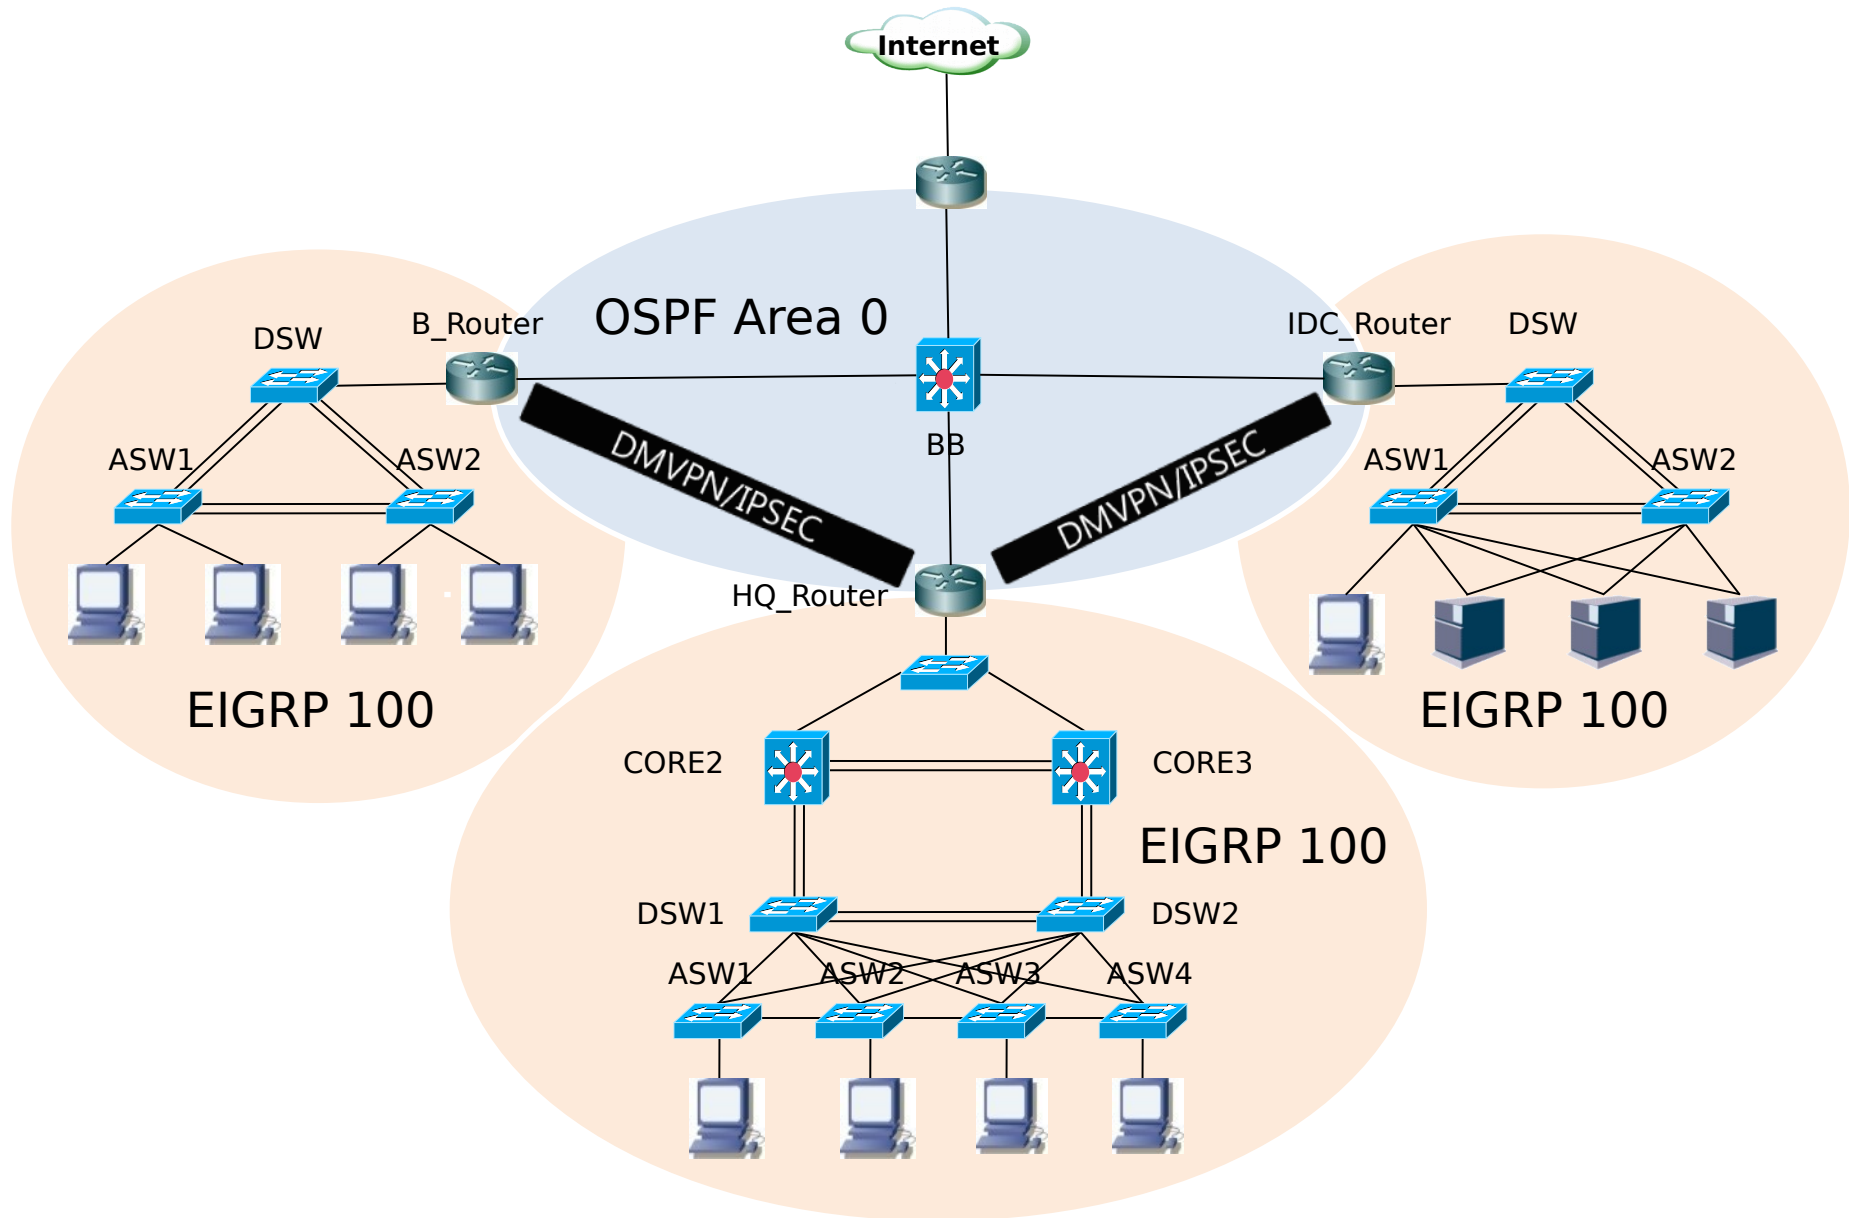 Internet
OSPF Area 0
B_Router
IDC_Router
DSW
DSW
BB
ASW1
ASW2
ASW1
ASW2
DMVPN/IPSEC
DMVPN/IPSEC
HQ_Router
EIGRP 100
EIGRP 100
CORE2
CORE3
EIGRP 100
DSW1
DSW2
ASW1
ASW2
ASW3
ASW4